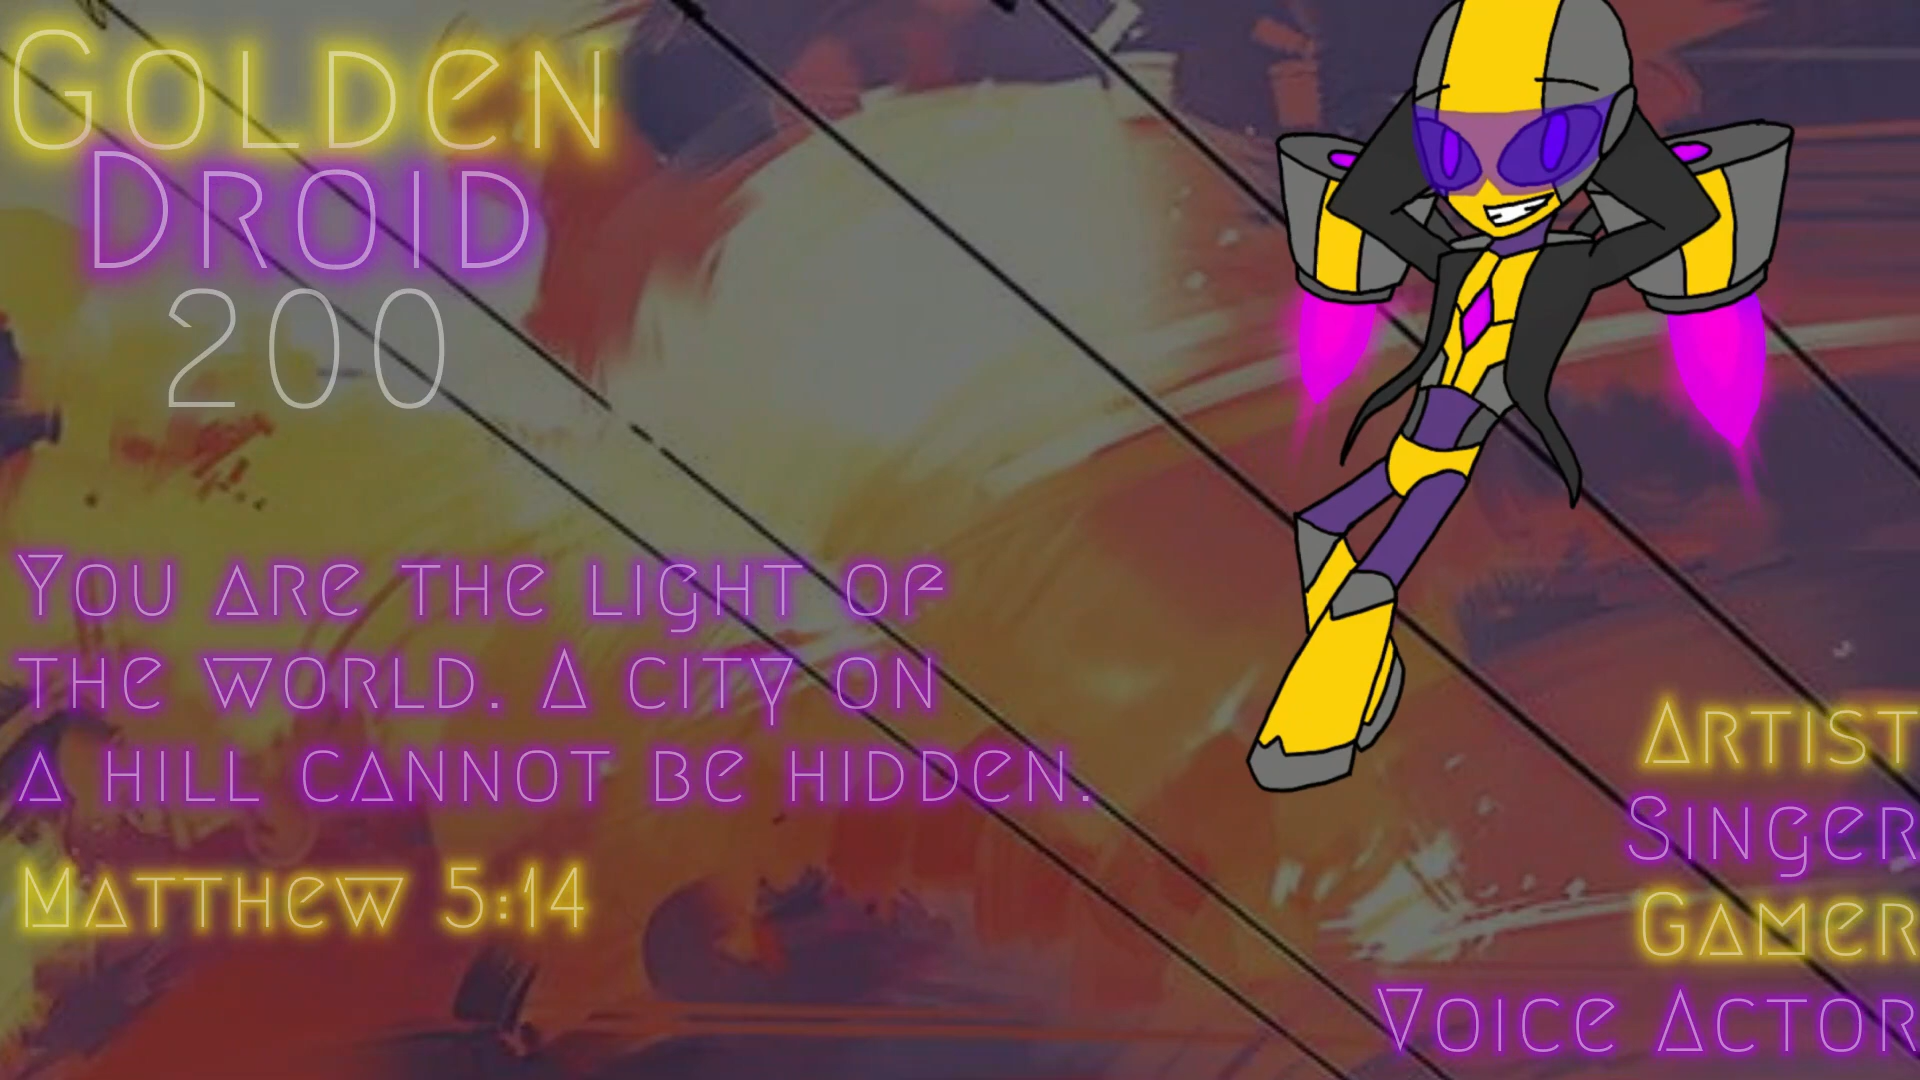 Golden
Droid
200
You are the light of
the world. A city on
a hill cannot be hidden.
Matthew 5:14
Artist
Singer
Gamer
Voice Actor